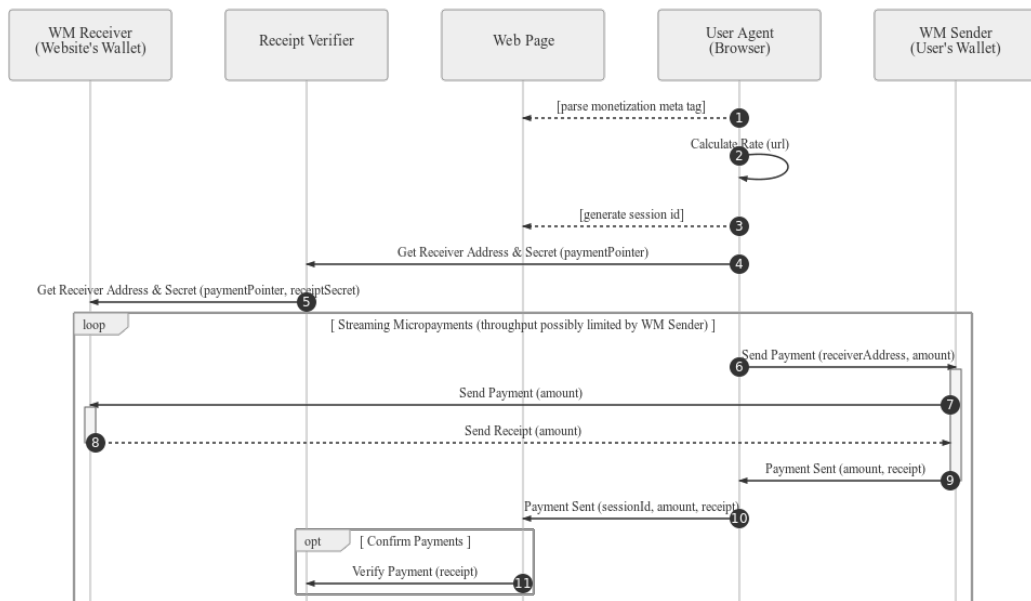 WM Receiver
(Website's Wallet)
Receipt Verifier
Web Page
User Agent
(Browser)
WM Sender
(User's Wallet)
[parse monetization meta tag]
1
Calculate Rate (url)
2
[generate session id]
3
Get Receiver Address & Secret (paymentPointer)
4
Get Receiver Address & Secret (paymentPointer, receiptSecret)
5
loop
[ Streaming Micropayments (throughput possibly limited by WM Sender) ]
Send Payment (receiverAddress, amount)
6
Send Payment (amount)
7
Send Receipt (amount)
8
Payment Sent (amount, receipt)
9
Payment Sent (sessionId, amount, receipt)
10
opt
[ Confirm Payments ]
Verify Payment (receipt)
11